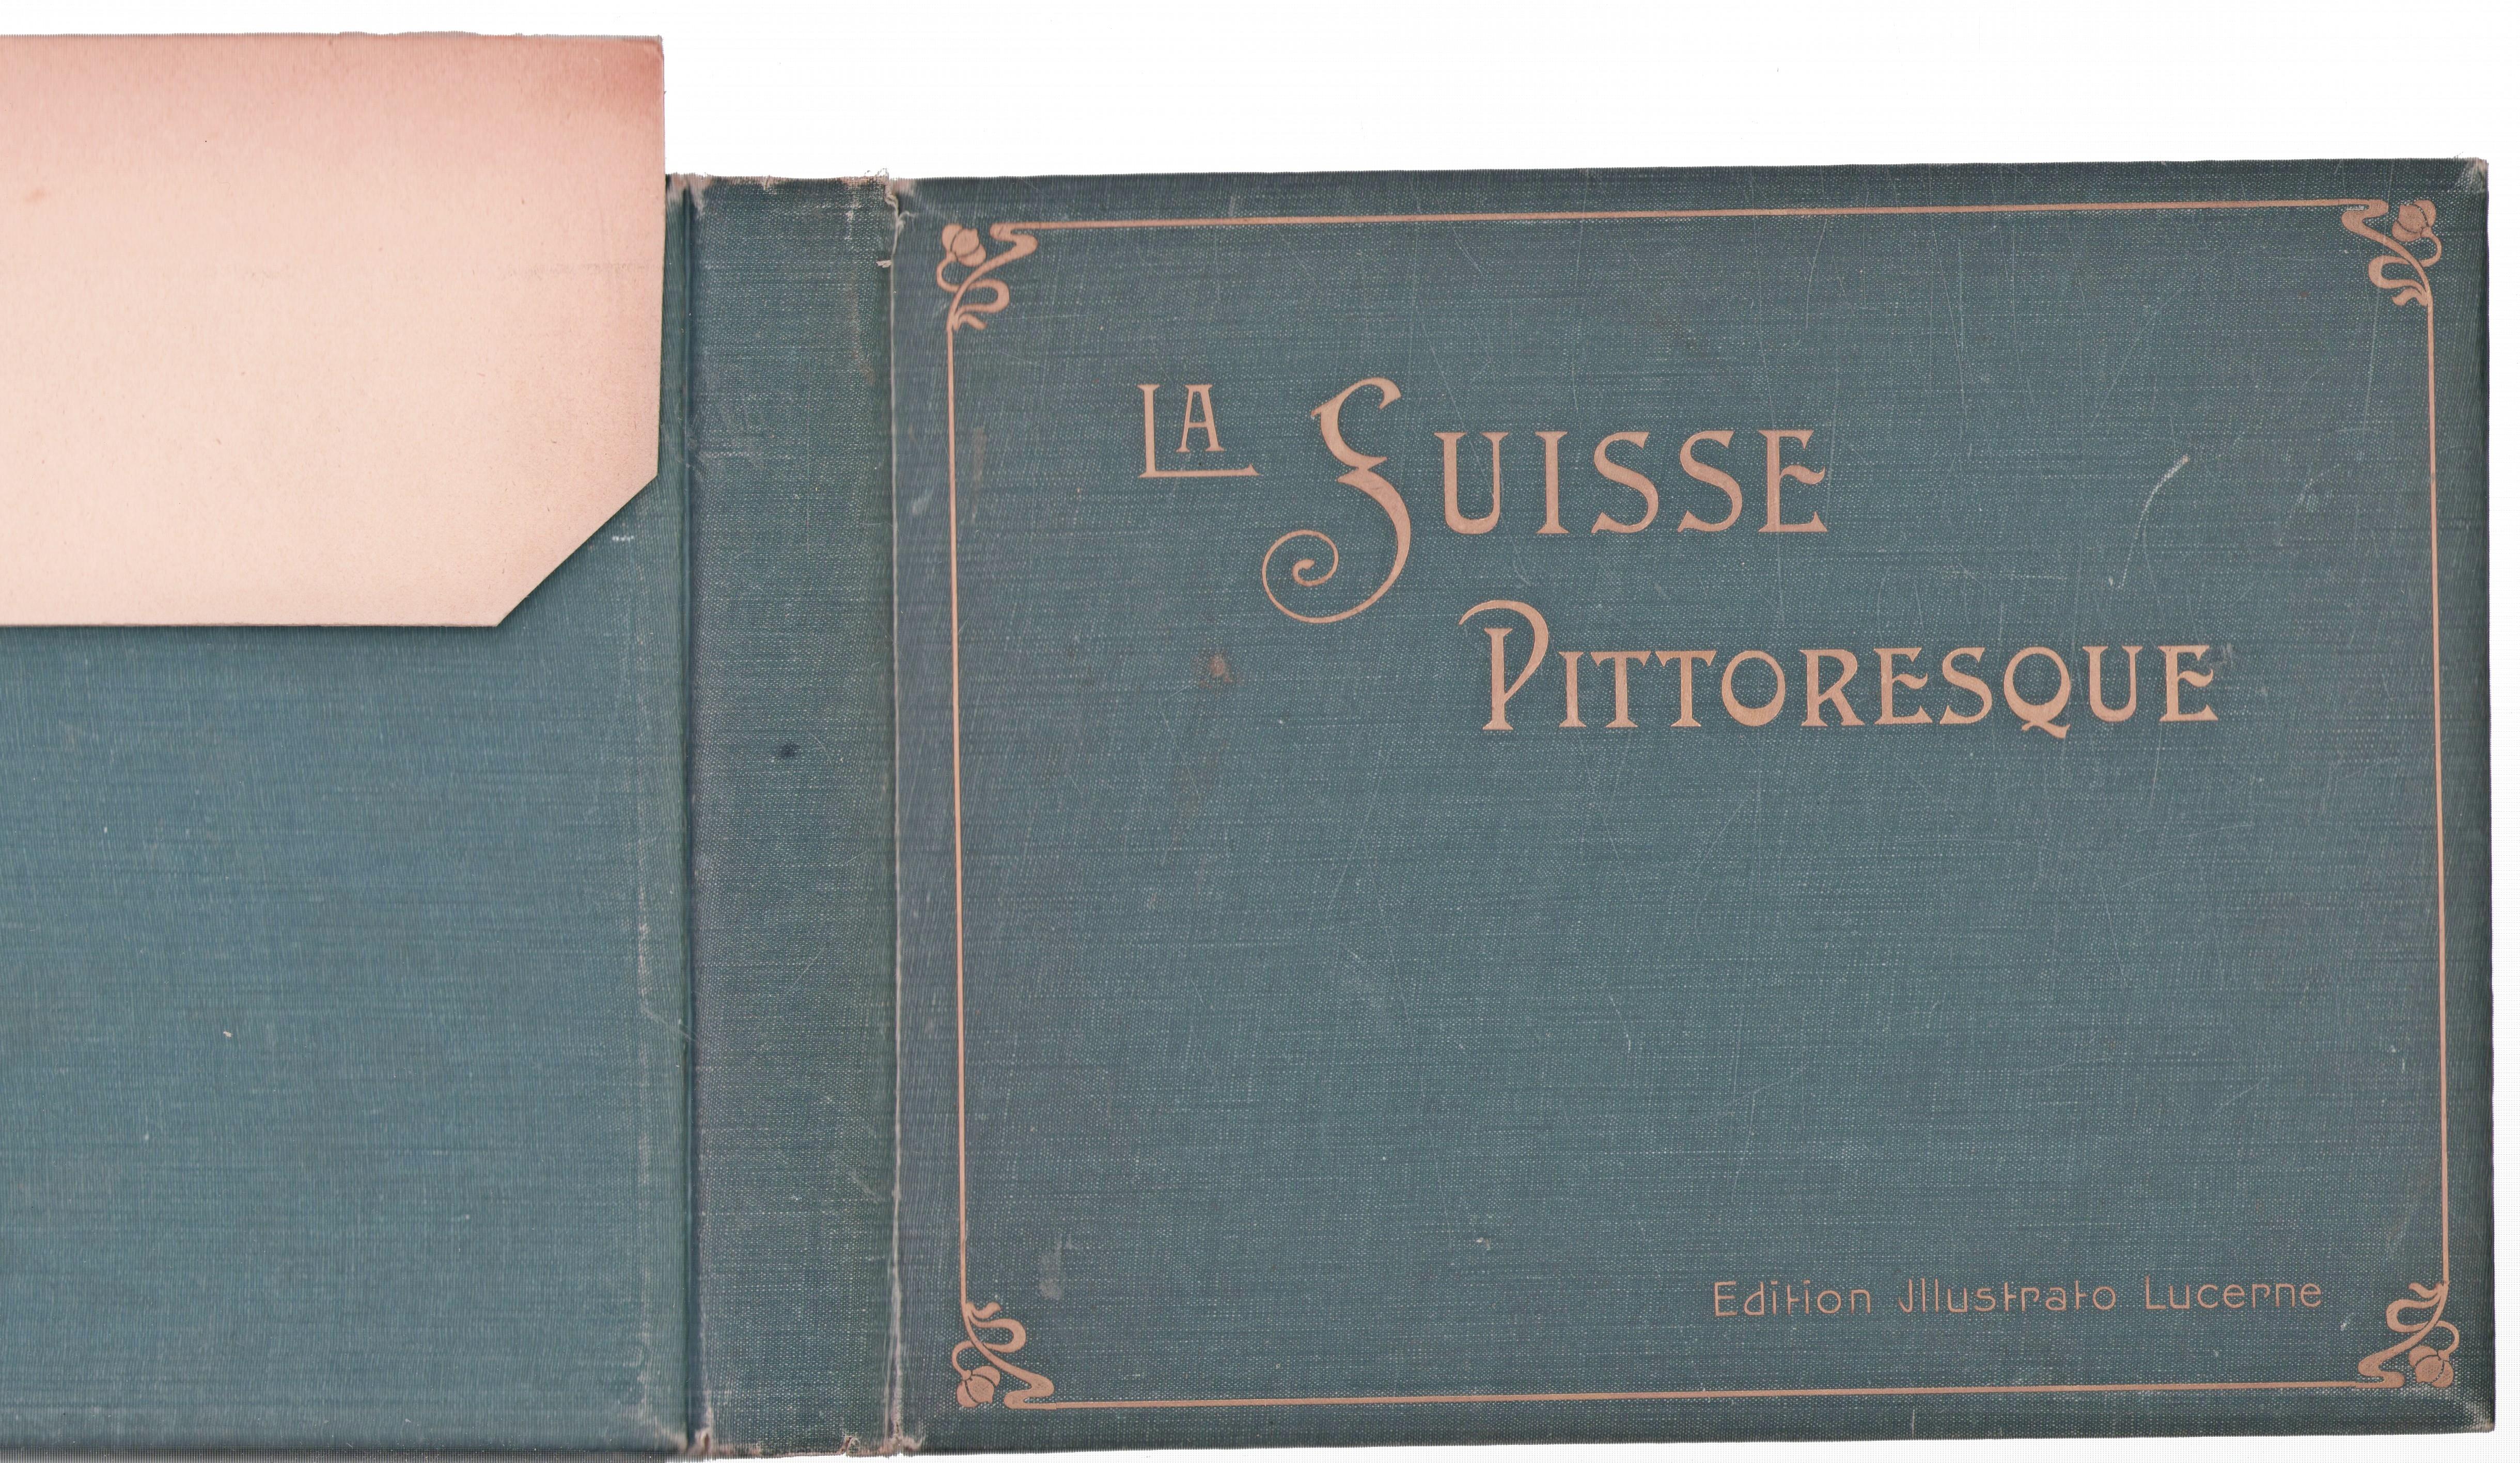 LA SUISSE
PITTORESQUE
Edition Jllustrato Lucerne